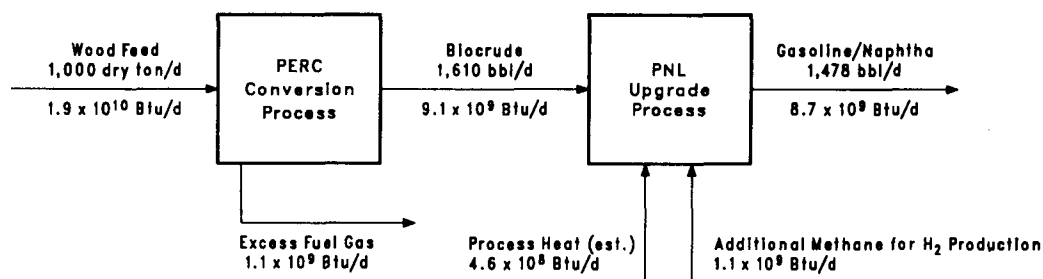 Wood Feed
1,000 dry ton/d
1.9 x 10¹⁰ Btu/d
PERC
Conversion
Process
Biocrude
1,610 bbl/d
9.1 x 10⁹ Btu/d
PNL
Upgrade
Process
Gasoline/Naphtha
1,478 bbl/d
8.7 x 10⁹ Btu/d
Excess Fuel Gas
1.1 x 10⁹ Btu/d
Process Heat (est.)
4.6 x 10⁸ Btu/d
Additional Methane for H₂ Production
1.1 x 10⁹ Btu/d